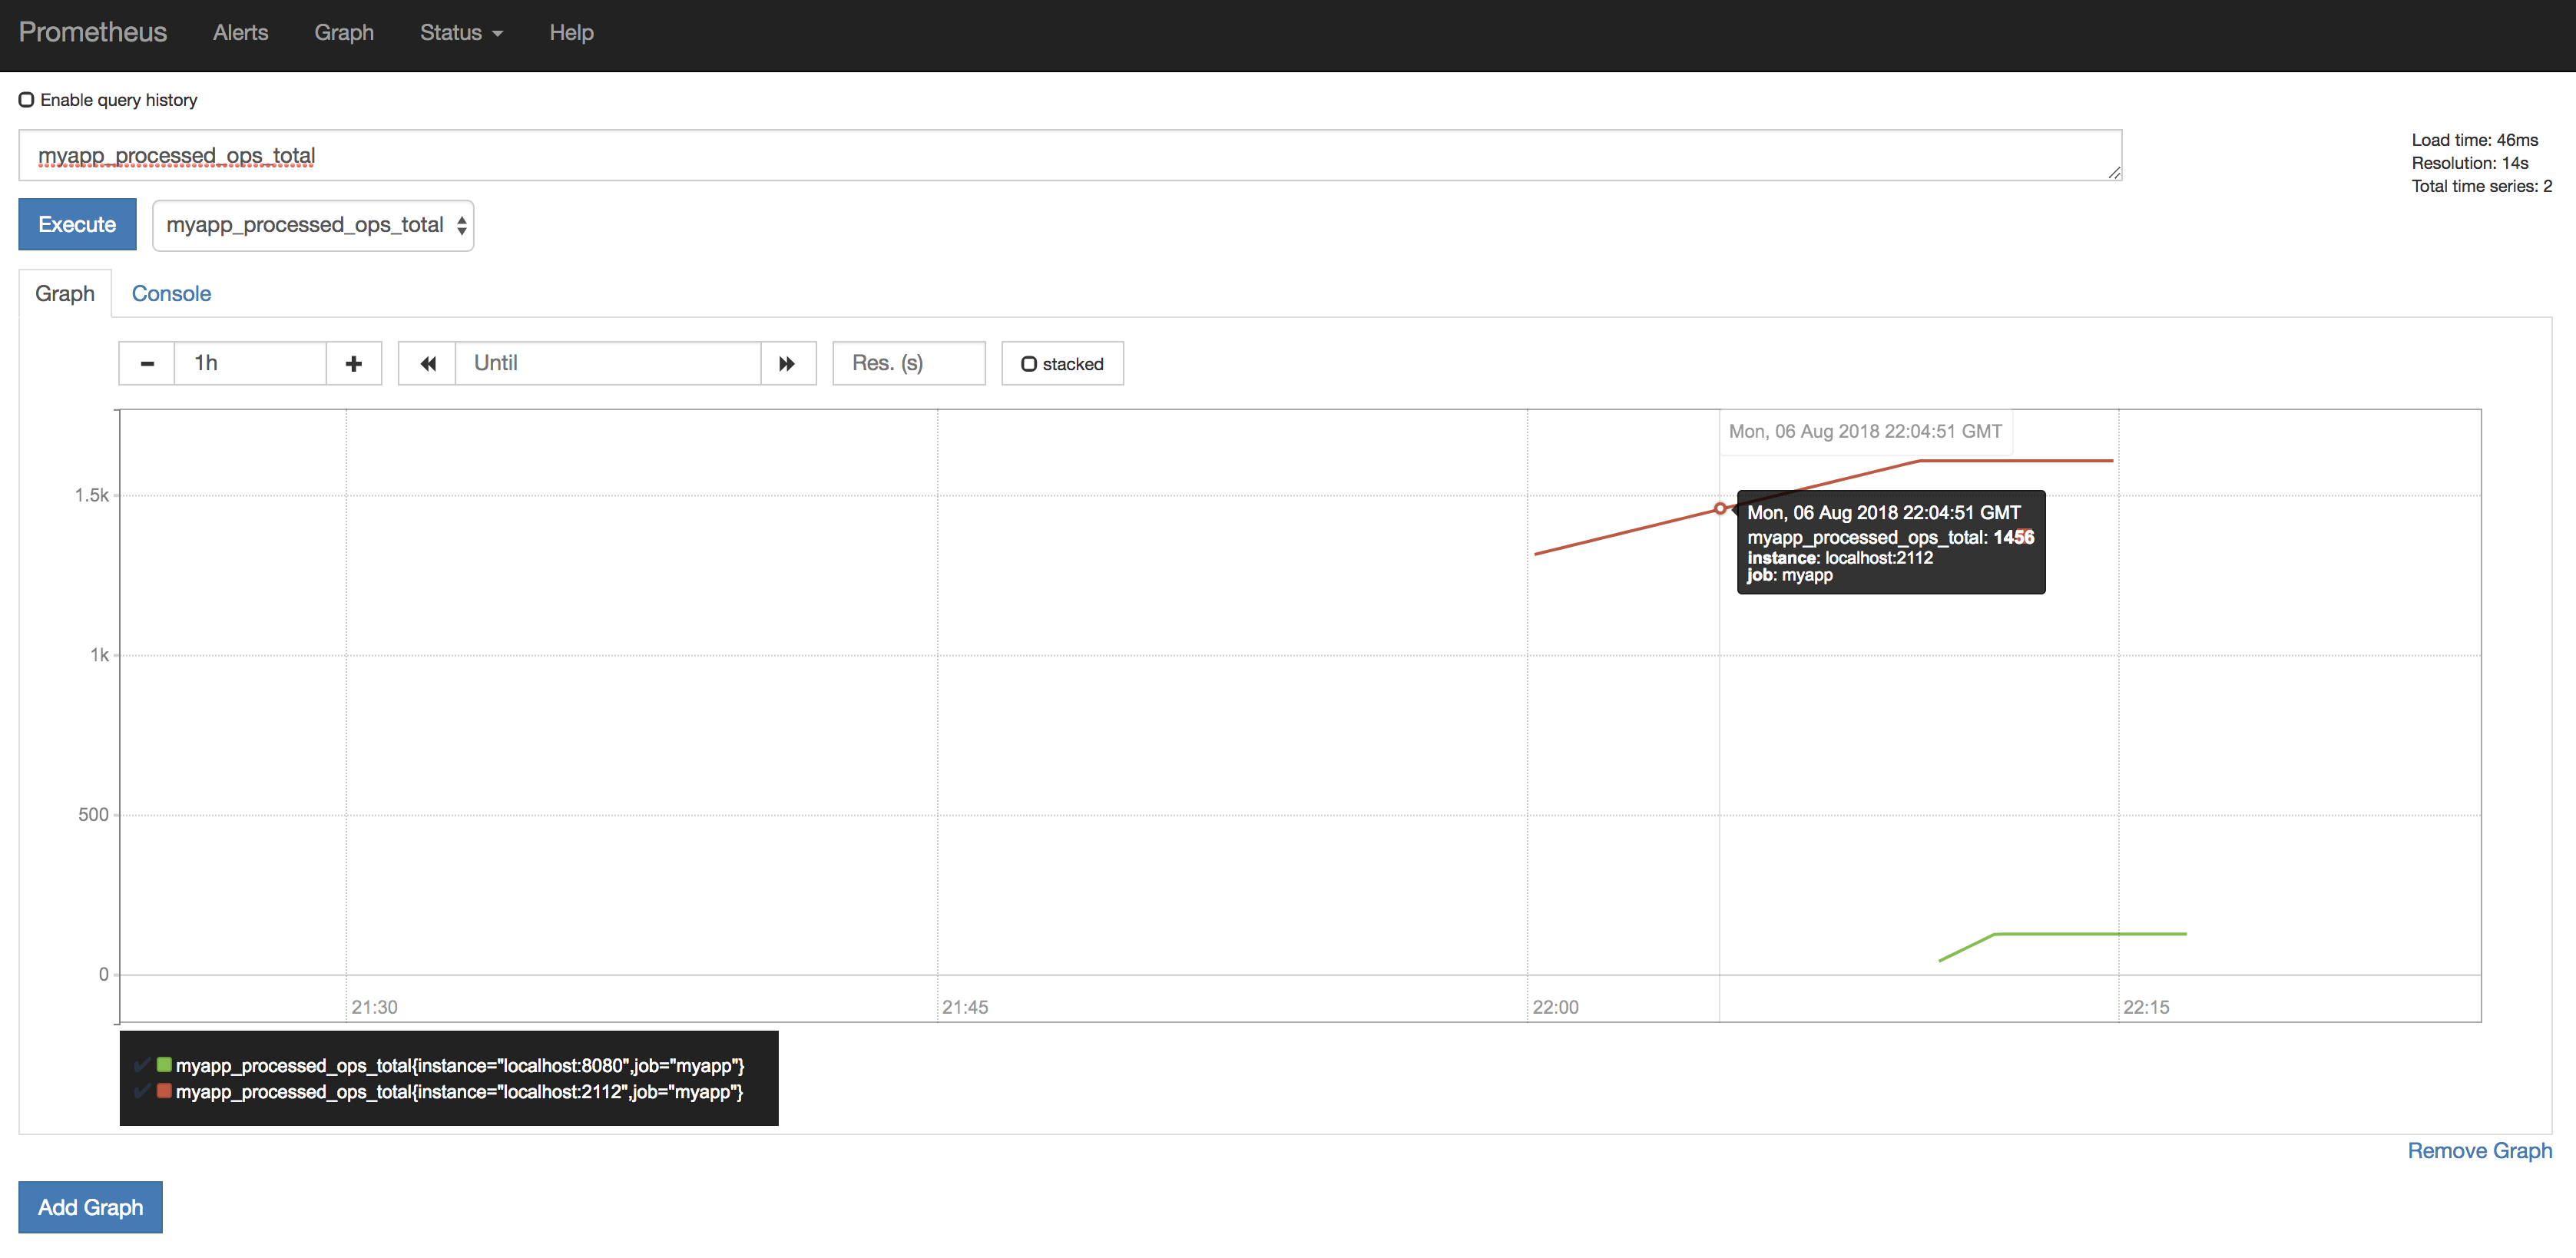 Prometheus Alerts Graph Status Help
Enable query history
myapp_processed_ops_total
Load time: 46ms
Resolution: 14s
Total time series: 2
Execute myapp_processed_ops_total
Graph Console
1h Until Res. (s) stacked
Mon, 06 Aug 2018 22:04:51 GMT
1.5k
Mon, 06 Aug 2018 22:04:51 GMT
myapp_processed_ops_total: 1456
instance: localhost:2112
job: myapp
1k
500
0
21:30 21:45 22:00 22:15
myapp_processed_ops_total{instance="localhost:8080",job="myapp"}
myapp_processed_ops_total{instance="localhost:2112",job="myapp"}
Remove Graph
Add Graph